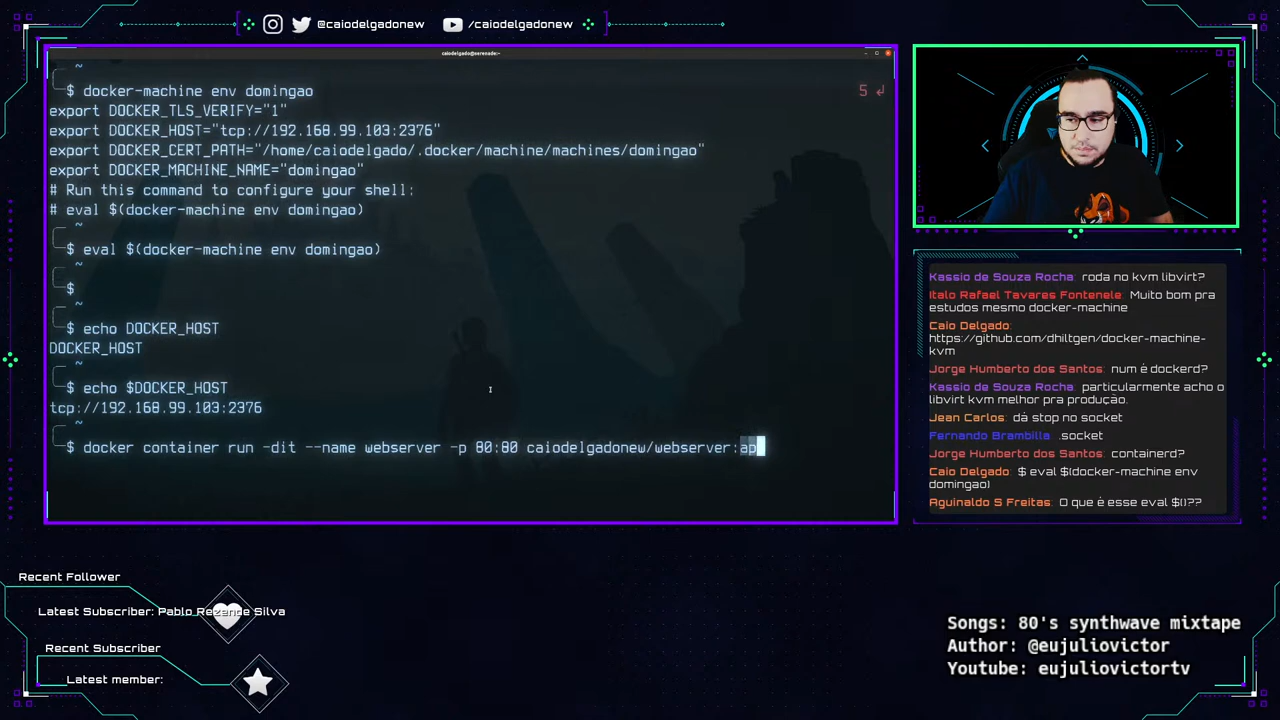 @caiodelgadonew
/caiodelgadonew
caiodelgado@serenade:~
~
$ docker-machine env domingao
5 ↲
export DOCKER_TLS_VERIFY="1"
export DOCKER_HOST="tcp://192.168.99.103:2376"
export DOCKER_CERT_PATH="/home/caiodelgado/.docker/machine/machines/domingao"
export DOCKER_MACHINE_NAME="domingao"
# Run this command to configure your shell:
# eval $(docker-machine env domingao)
~
$ eval $(docker-machine env domingao)
~
$
~
$ echo DOCKER_HOST
DOCKER_HOST
~
$ echo $DOCKER_HOST
tcp://192.168.99.103:2376
~
$ docker container run -dit --name webserver -p 80:80 caiodelgadonew/webserver:ap
Kassio de Souza Rocha: roda no kvm libvirt?
Italo Rafael Tavares Fontenele: Muito bom pra
estudos mesmo docker-machine
Caio Delgado:
https://github.com/dhiltgen/docker-machine-
kvm
Jorge Humberto dos Santos: num é dockerd?
Kassio de Souza Rocha: particularmente acho o
libvirt kvm melhor pra produção.
Jean Carlos: dá stop no socket
Fernando Brambilla: .socket
Jorge Humberto dos Santos: containerd?
Caio Delgado: $ eval $(docker-machine env
domingao)
Aguinaldo S Freitas: O que é esse eval $()??
Recent Follower
Latest Subscriber: Pablo Rezende Silva
Recent Subscriber
Latest member:
Songs: 80's synthwave mixtape
Author: @eujuliovictor
Youtube: eujuliovictortv